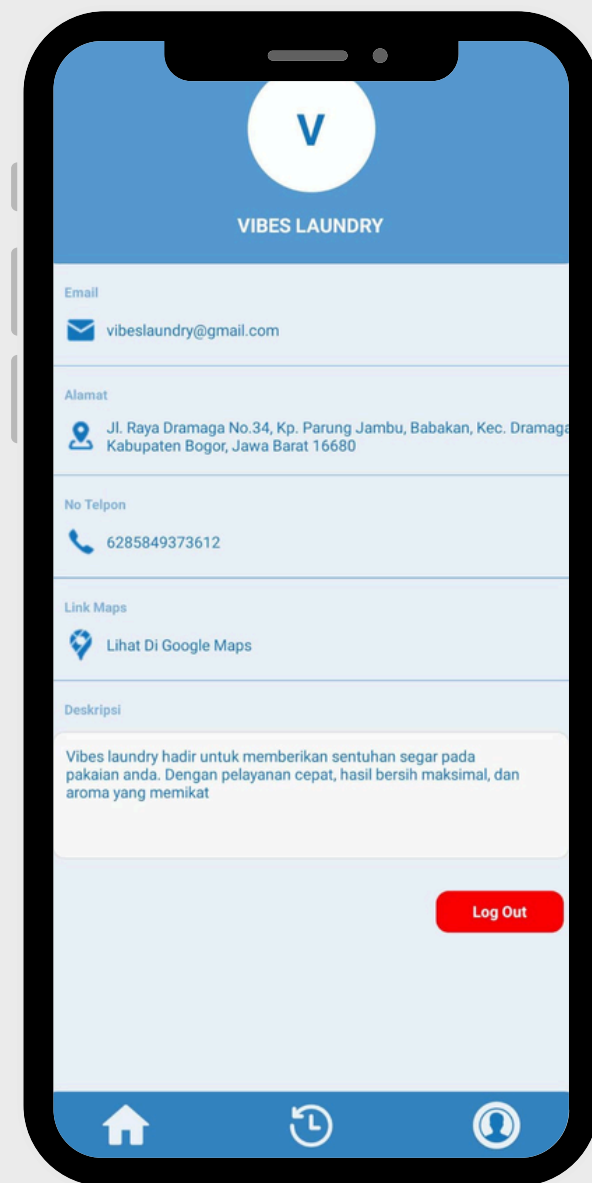 V
VIBES LAUNDRY
Email
vibeslaundry@gmail.com
Alamat
Jl. Raya Dramaga No.34, Kp. Parung Jambu, Babakan, Kec. Dramaga
Kabupaten Bogor, Jawa Barat 16680
No Telpon
6285849373612
Link Maps
Lihat Di Google Maps
Deskripsi
Vibes laundry hadir untuk memberikan sentuhan segar pada
pakaian anda. Dengan pelayanan cepat, hasil bersih maksimal, dan
aroma yang memikat
Log Out